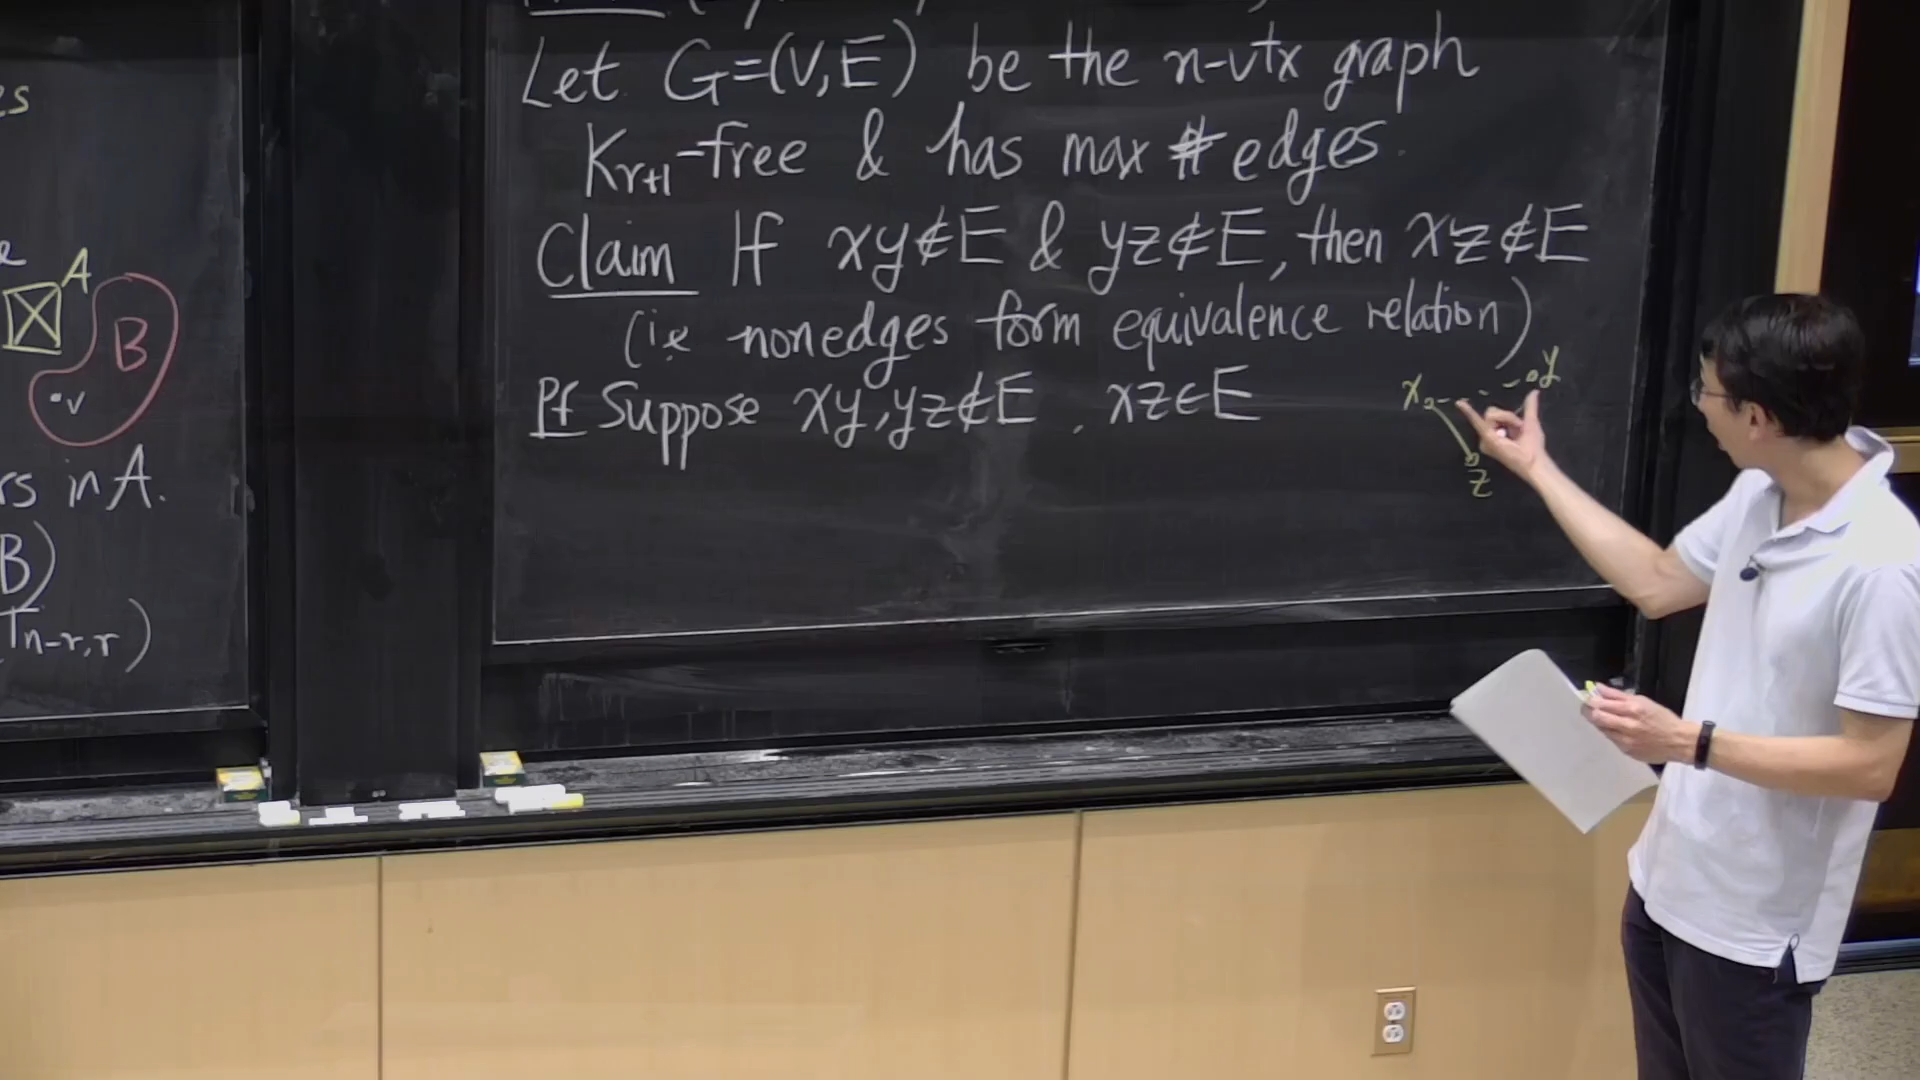 A
B
v
rs in A.
B)
Tn-r,r)
Let G=(V,E) be the n-vtx graph
Kr+1-free & has max # edges.
Claim If xy∉E & yz∉E, then xz∉E
(i.e nonedges form equivalence relation)
Pf Suppose xy,yz∉E, xz∈E
x y
z